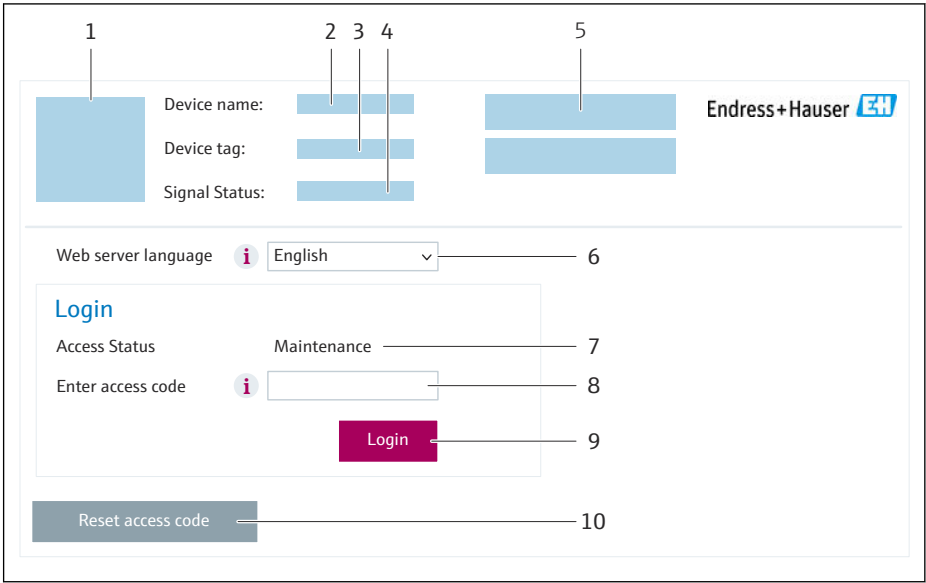 1 2 3 4 5
Device name:
Endress+Hauser EH
Device tag:
Signal Status:
Web server language i English 6
Login
Access Status Maintenance 7
Enter access code i 8
Login 9
Reset access code 10